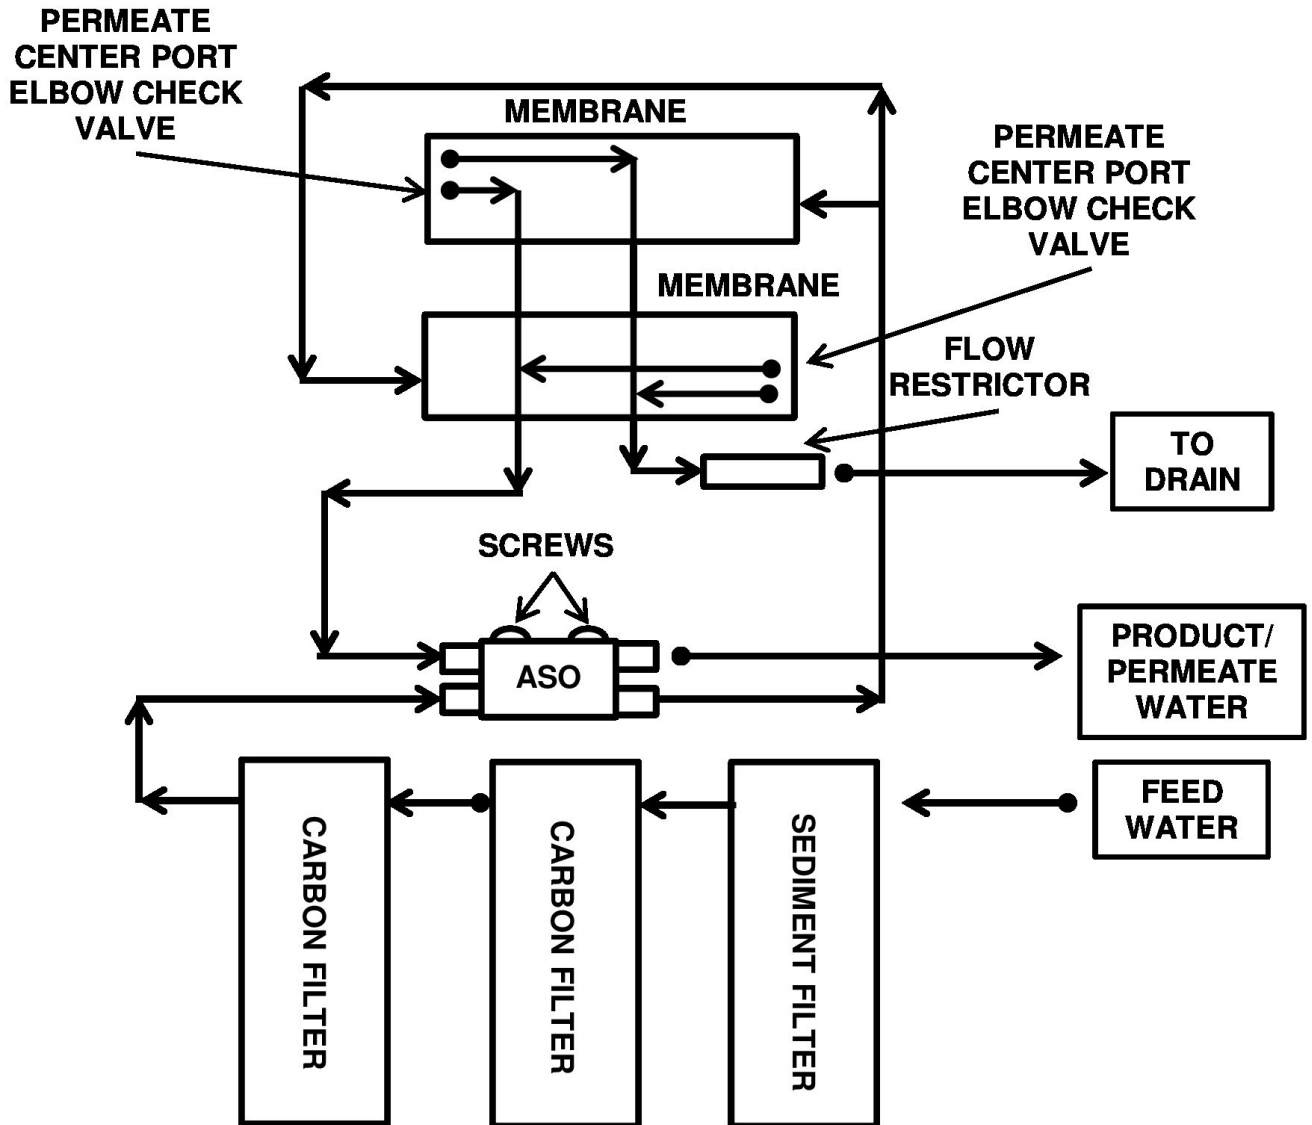 PERMEATE
CENTER PORT
ELBOW CHECK
VALVE
MEMBRANE
PERMEATE
CENTER PORT
ELBOW CHECK
VALVE
MEMBRANE
FLOW
RESTRICTOR
TO
DRAIN
SCREWS
ASO
PRODUCT/
PERMEATE
WATER
FEED
WATER
CARBON FILTER
CARBON FILTER
SEDIMENT FILTER